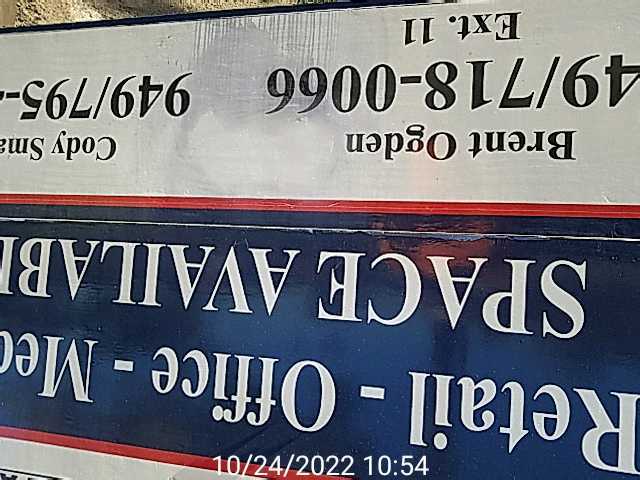 Retail - Office - Med
SPACE AVAILAB
Brent Ogden Cody Sma
49/718-0066 949/795-
Ext. 11
10/24/2022 10:54